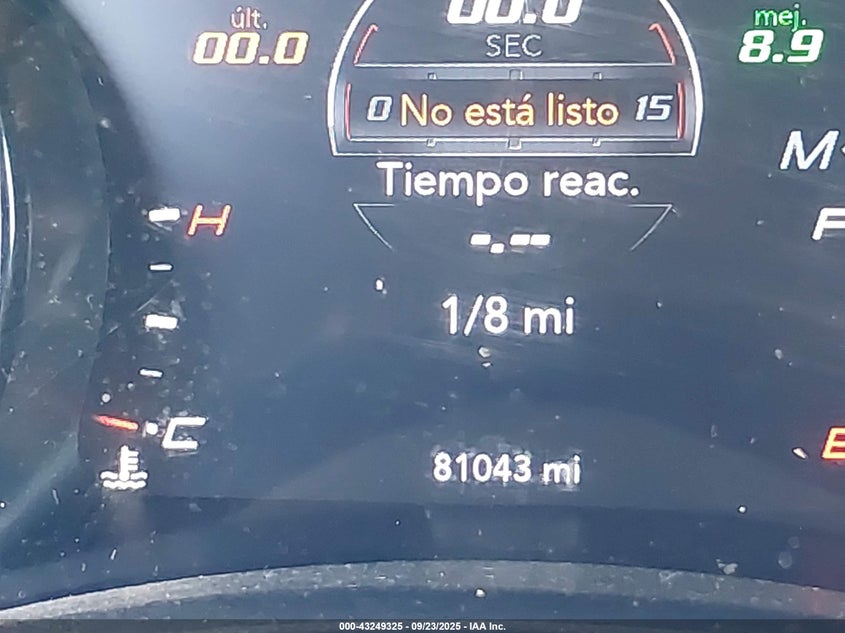 últ.
00.0
00.0
SEC
mej.
8.9
0 No está listo 15
Tiempo reac.
H
-.--
1/8 mi
C
81043 mi
000-43249325 - 09/23/2025 - IAA Inc.